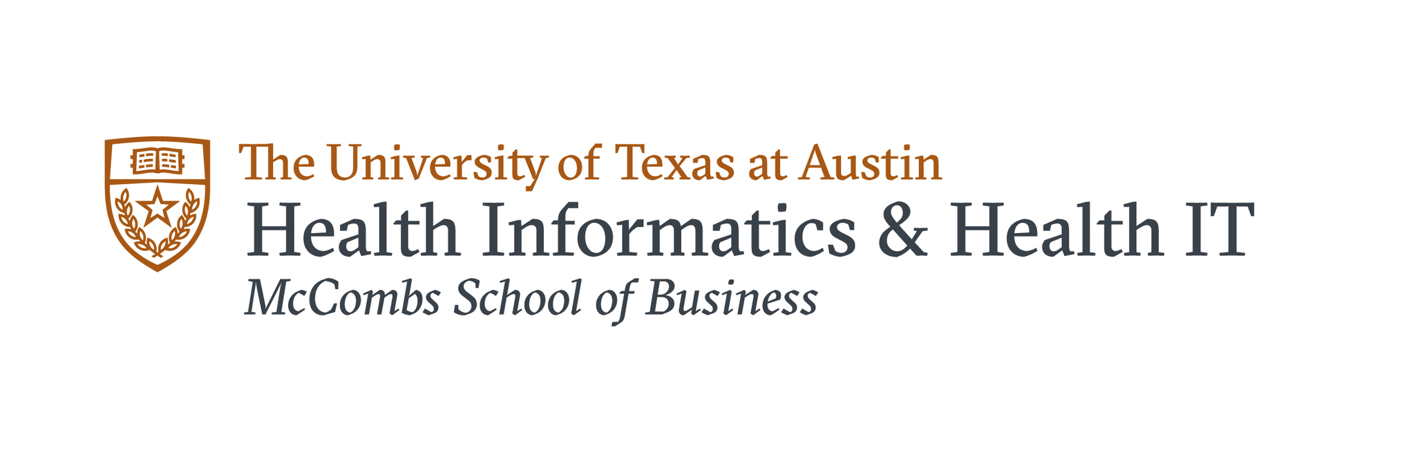 The University of Texas at Austin
Health Informatics & Health IT
McCombs School of Business